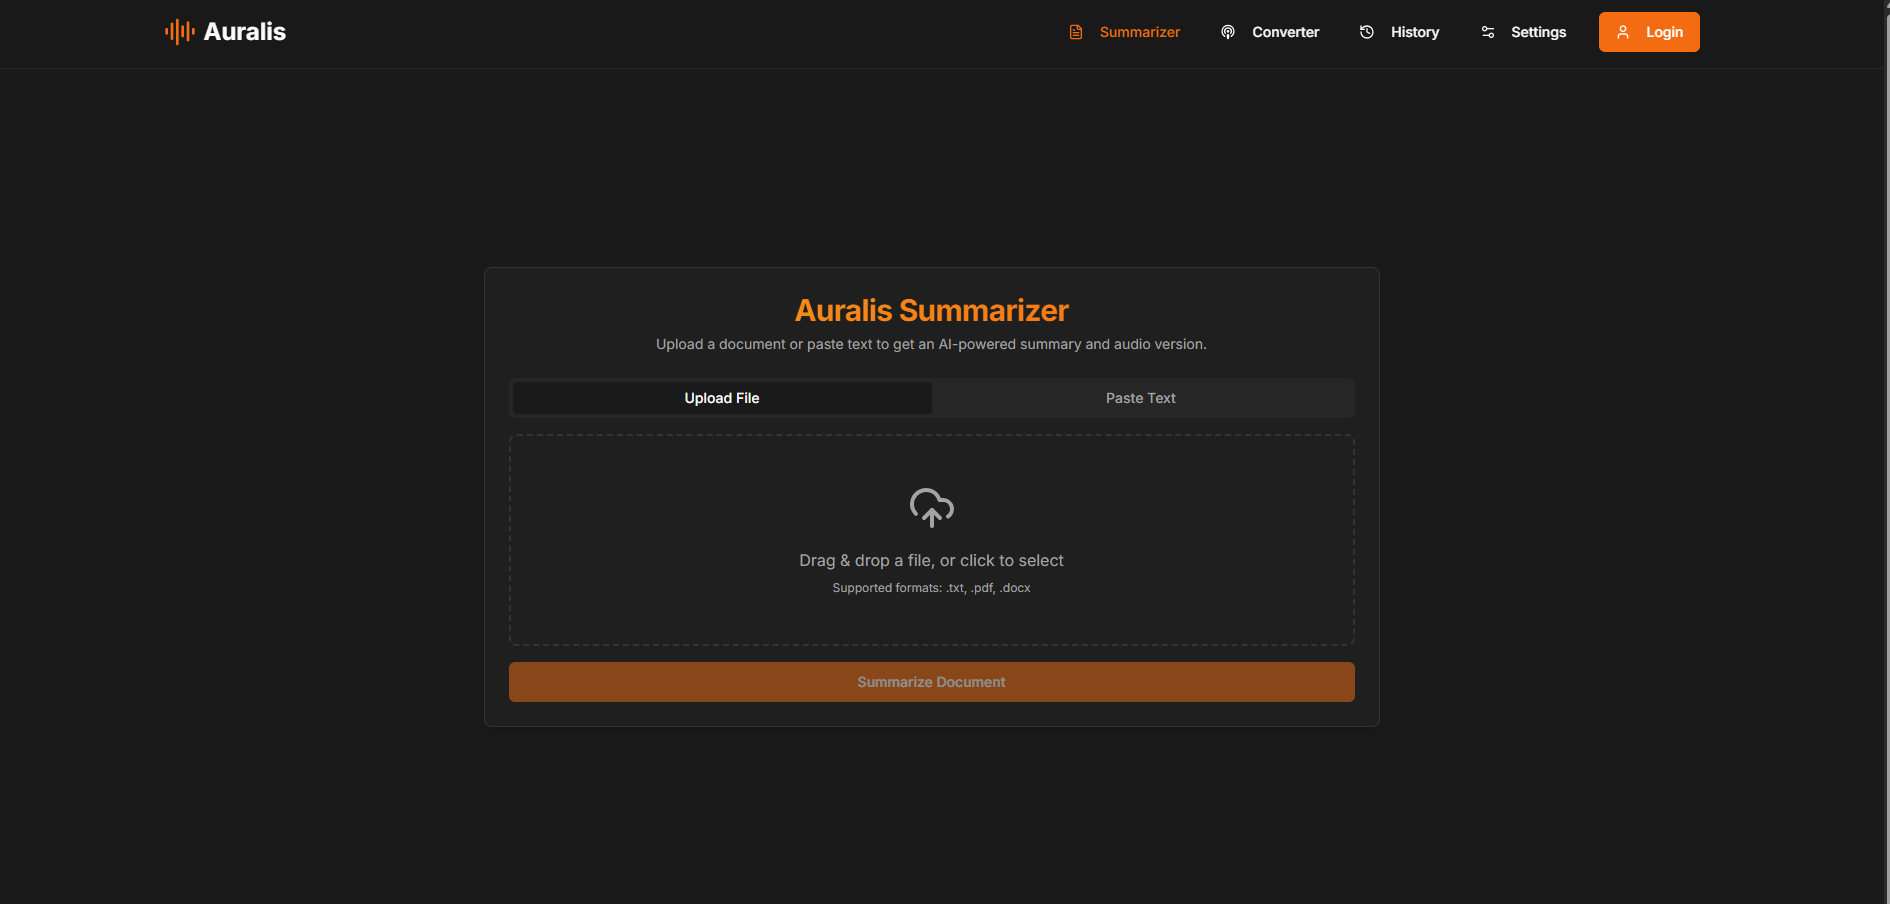 Auralis
Summarizer
Converter
History
Settings
Login
Auralis Summarizer
Upload a document or paste text to get an AI-powered summary and audio version.
Upload File
Paste Text
Drag & drop a file, or click to select
Supported formats: .txt, .pdf, .docx
Summarize Document